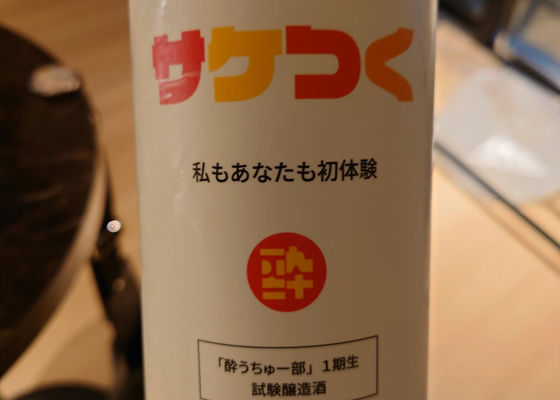 サケつく
私もあなたも初体験
「酔うちゅー部」1期生
試験醸造酒